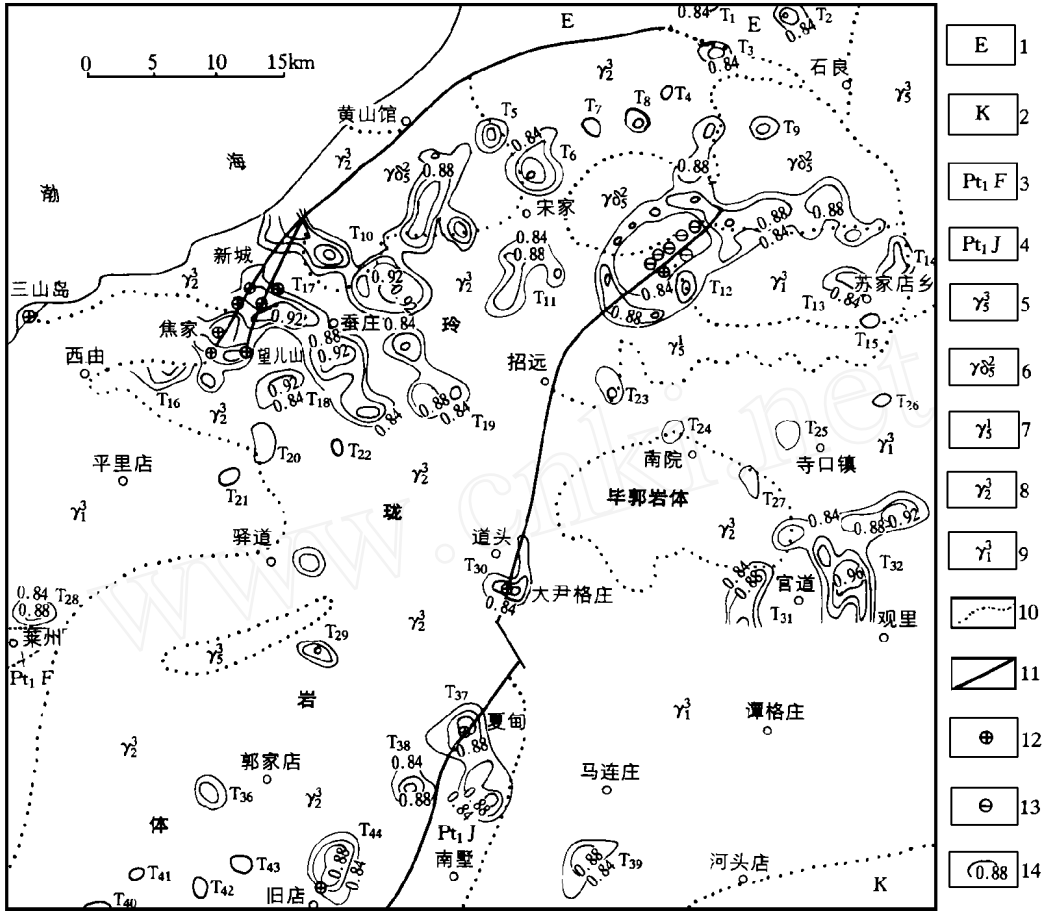 E
T₁
0.84
E
T₂
0.84
0 5 10 15km
T₃
0.84
石良
γ₂³
γ₅³
T₄
T₈
T₇
T₅
T₉
黄山馆
0.84
T₆
渤
海
γ₂³
γδ₅²
0.88
γδ₅²
γδ₅²
0.88
宋家
0.88
0.88
0.84
T₁₀
0.84
0.88
T₁₁
新城
γ₂³
T₁₇
0.92
γ₂³
T₁₄
苏家店乡
0.84
T₁₃
T₁₅
γ₁³
T₁₂
0.84
0.88
三山岛
焦家
0.92
蚕庄
0.84
玲
0.88
0.92
望儿山
西由
招远
γ₅¹
T₁₆
γ₂³
0.92
0.84
T₁₈
0.84
0.88
0.84
T₁₉
T₂₃
T₂₆
T₂₀
T₂₂
T₂₄
T₂₅
γ₁³
南院
寺口镇
平里店
T₂₁
γ₂³
毕郭岩体
T₂₇
γ₁³
珑
γ₂³
0.84
0.88
0.92
驿道
道头
T₃₀
大尹格庄
0.84
0.84
0.88
官道
T₃₁
0.96
T₃₂
观里
0.84
0.88
T₂₈
莱州
Pt₁ F
γ₂³
γ₅³
T₂₉
岩
T₃₇
夏甸
0.88
γ₁³
谭格庄
γ₂³
T₃₈
0.84
0.88
郭家店
马连庄
T₃₆
γ₂³
0.88
0.84
Pt₁ J
南墅
体
T₄₄
0.88
0.84
T₄₃
T₄₁
T₄₂
T₄₀
旧店
0.88
0.84
T₃₉
河头店
K
E 1
K 2
Pt₁ F 3
Pt₁ J 4
γ₅³ 5
γδ₅² 6
γ₅¹ 7
γ₂³ 8
γ₁³ 9
10
11
12
13
0.88 14
www.cnki.net